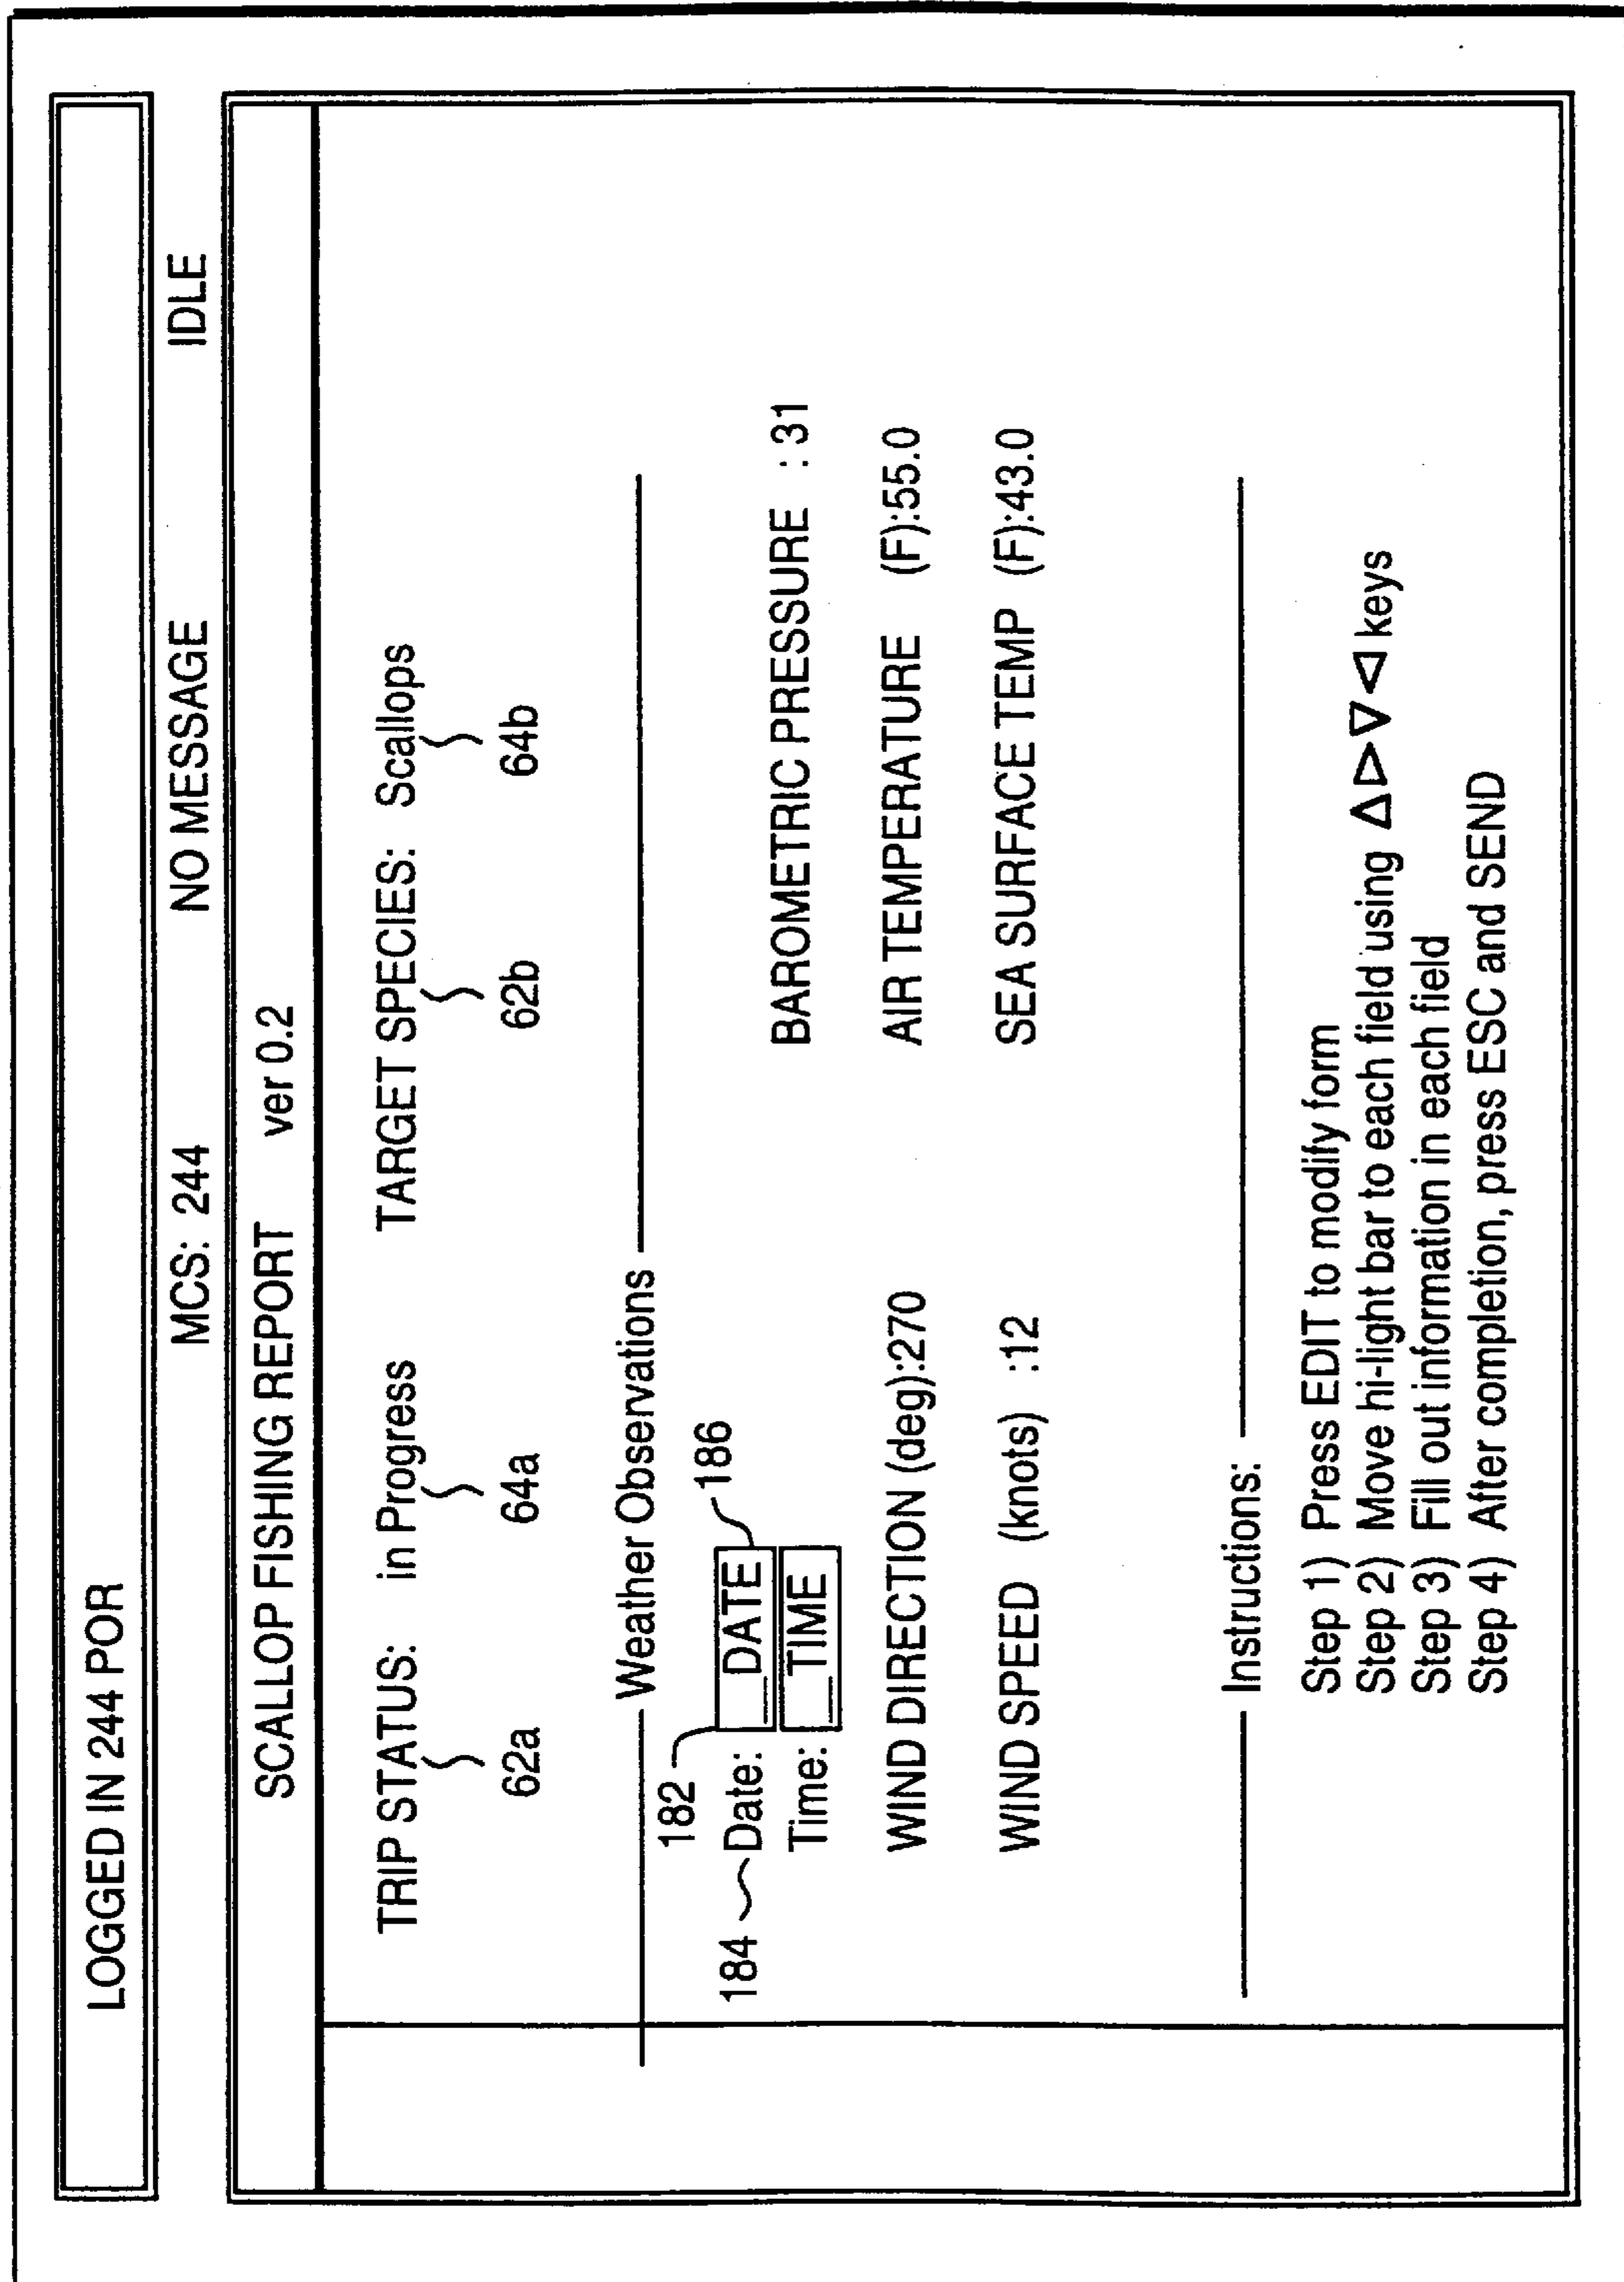 LOGGED IN 244 POR
MCS: 244 NO MESSAGE IDLE
SCALLOP FISHING REPORT ver 0.2
TRIP STATUS: in Progress TARGET SPECIES: Scallops
62a 64a 62b 64b
Weather Observations
182 186
184 Date: DATE
Time: TIME
BAROMETRIC PRESSURE : 31
WIND DIRECTION (deg):270 AIR TEMPERATURE (F):55.0
WIND SPEED (knots) :12 SEA SURFACE TEMP (F):43.0
Instructions:
Step 1) Press EDIT to modify form
Step 2) Move hi-light bar to each field using △▷▽◁ keys
Step 3) Fill out information in each field
Step 4) After completion, press ESC and SEND